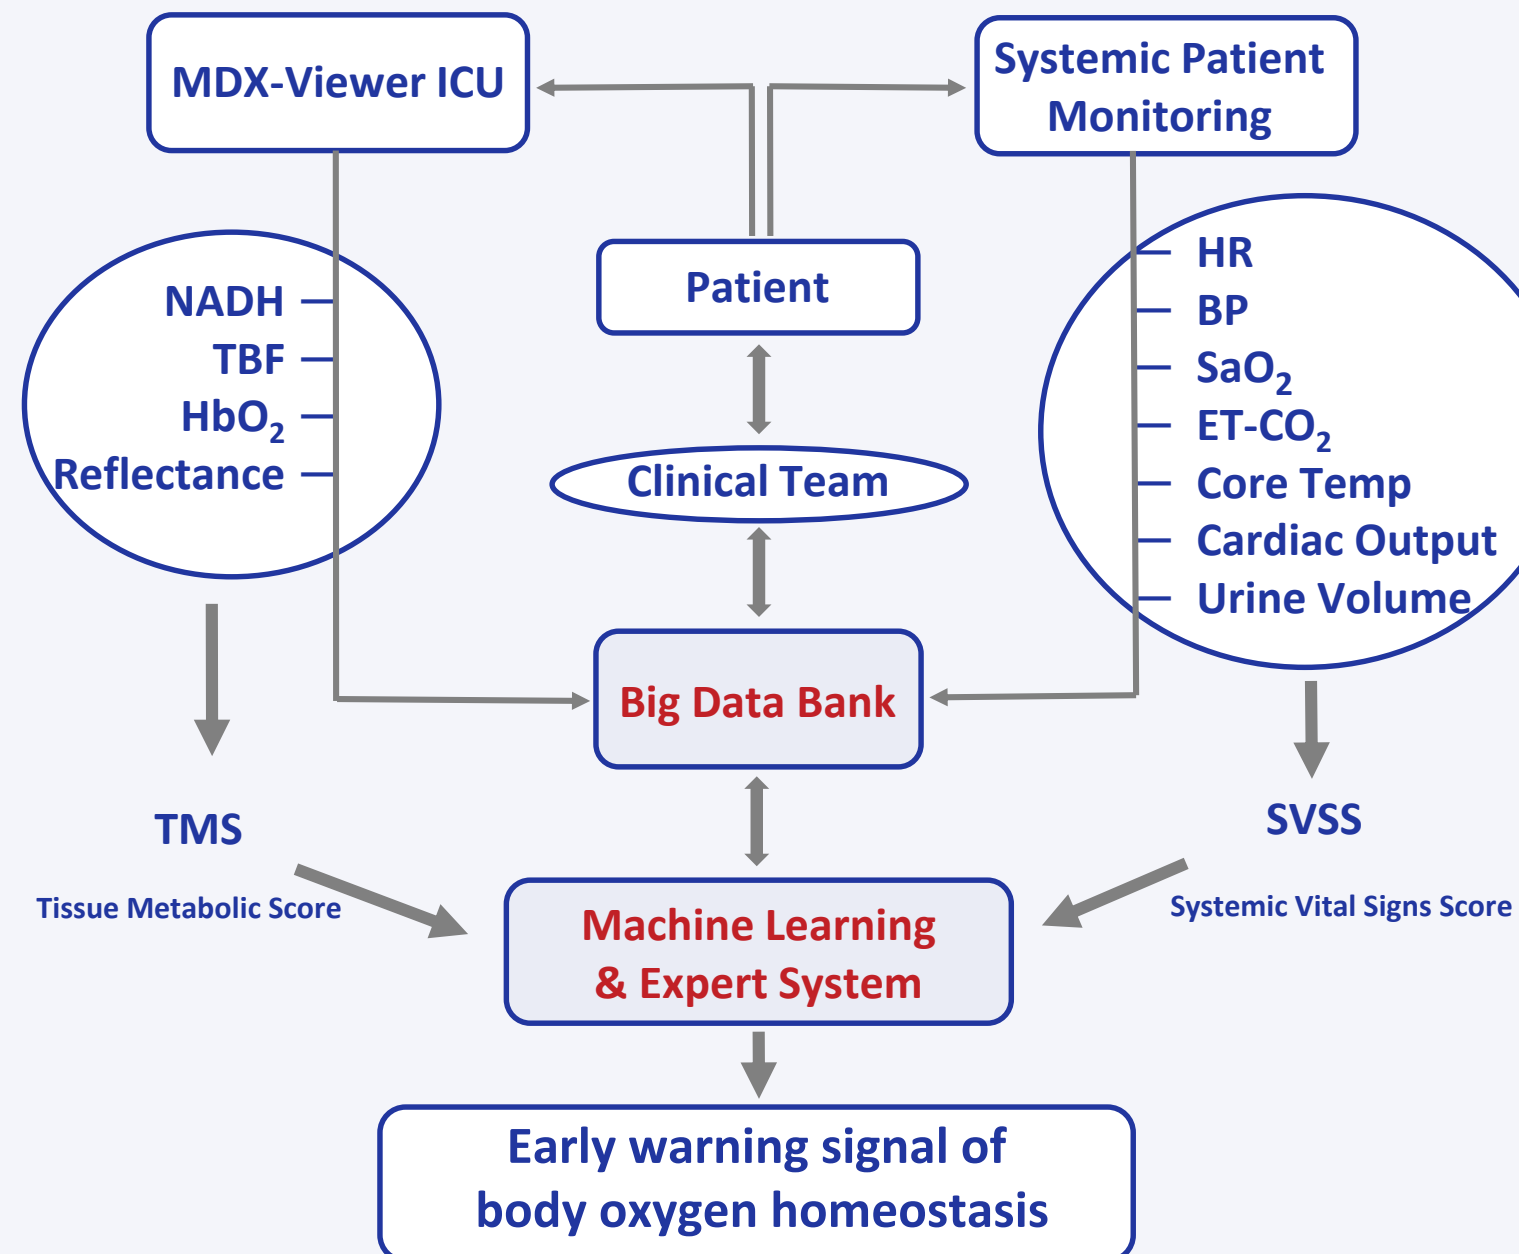 MDX-Viewer ICU
Systemic Patient
Monitoring
Patient
NADH
TBF
HbO₂
Reflectance
HR
BP
SaO₂
ET-CO₂
Core Temp
Cardiac Output
Urine Volume
Clinical Team
Big Data Bank
TMS
Tissue Metabolic Score
SVSS
Systemic Vital Signs Score
Machine Learning
& Expert System
Early warning signal of
body oxygen homeostasis